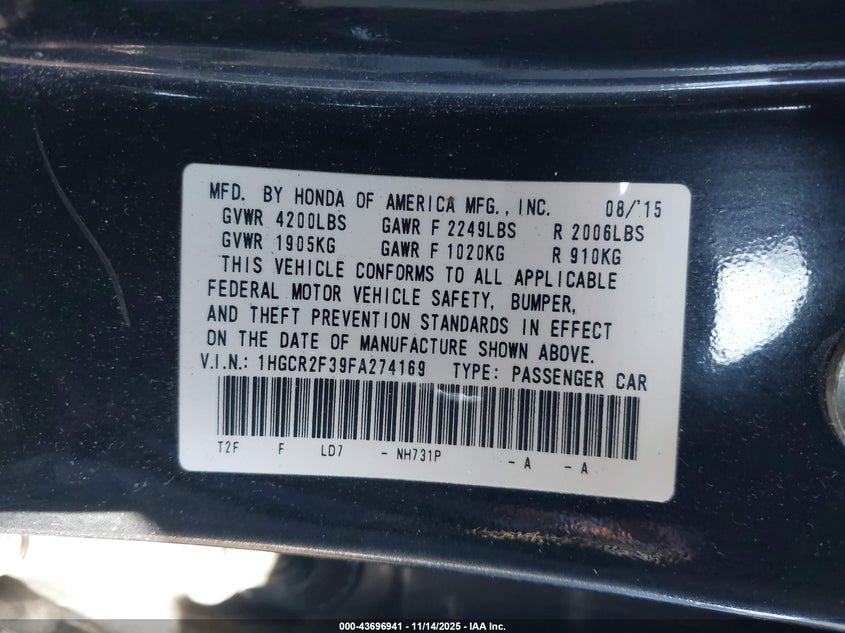 MFD. BY HONDA OF AMERICA MFG., INC. 08/'15
GVWR 4200LBS GAWR F 2249LBS R 2006LBS
GVWR 1905KG GAWR F 1020KG R 910KG
THIS VEHICLE CONFORMS TO ALL APPLICABLE
FEDERAL MOTOR VEHICLE SAFETY, BUMPER,
AND THEFT PREVENTION STANDARDS IN EFFECT
ON THE DATE OF MANUFACTURE SHOWN ABOVE.
V.I.N.: 1HGCR2F39FA274169 TYPE: PASSENGER CAR
T2F F LD7 - NH731P - A - A
000-43696941 | 11/14/2025 - IAA Inc.